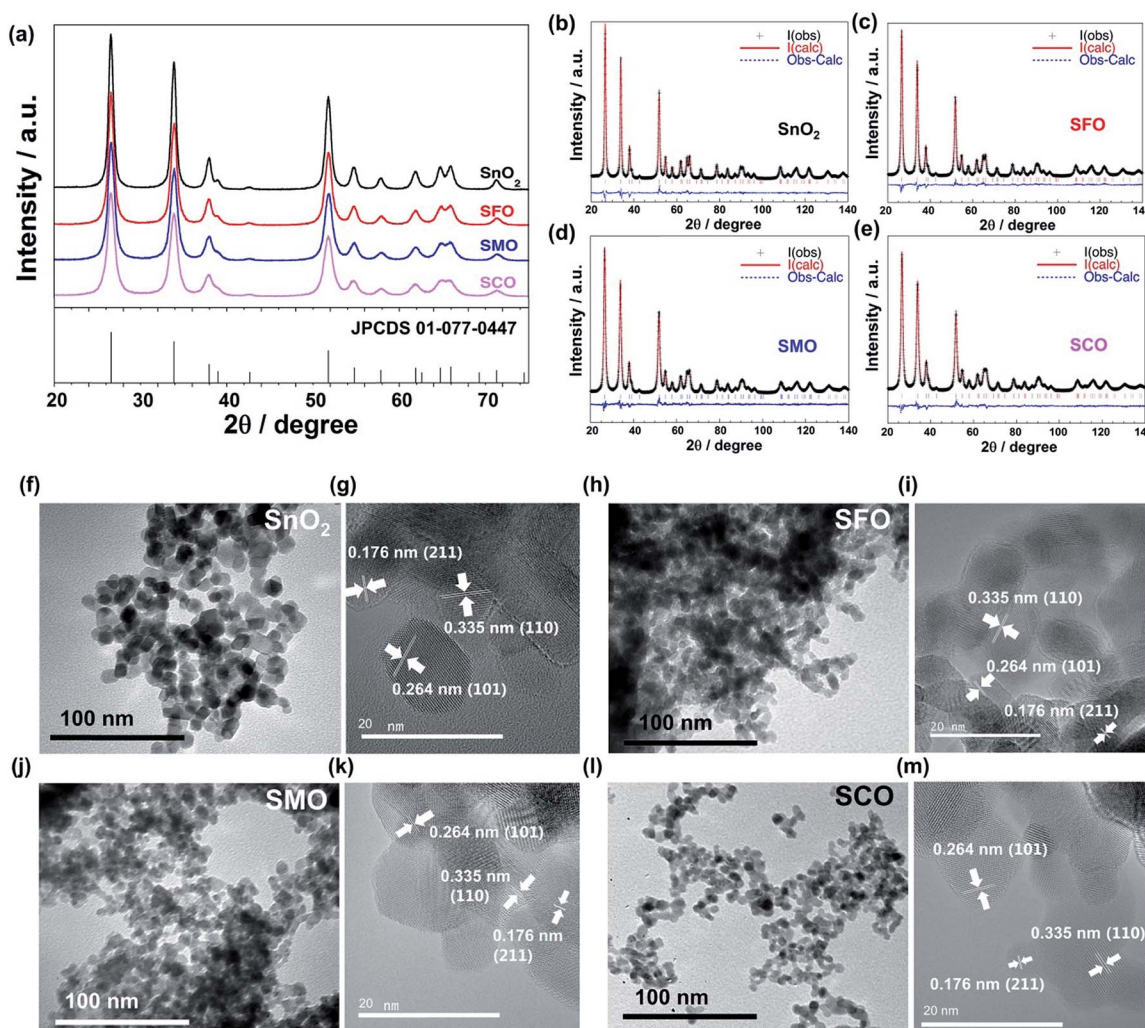 (a)
Intensity / a.u.
SnO₂
SFO
SMO
SCO
JPCDS 01-077-0447
20 30 40 50 60 70
2θ / degree
(b)
Intensity / a.u.
I(obs)
I(calc)
Obs-Calc
SnO₂
20 40 60 80 100 120 140
2θ / degree
(c)
Intensity / a.u.
I(obs)
I(calc)
Obs-Calc
SFO
20 40 60 80 100 120 140
2θ / degree
(d)
Intensity / a.u.
I(obs)
I(calc)
Obs-Calc
SMO
20 40 60 80 100 120 140
2θ / degree
(e)
Intensity / a.u.
I(obs)
I(calc)
Obs-Calc
SCO
20 40 60 80 100 120 140
2θ / degree
(f)
SnO₂
100 nm
(g)
0.176 nm (211)
0.335 nm (110)
0.264 nm (101)
20 nm
(h)
SFO
100 nm
(i)
0.335 nm (110)
0.264 nm (101)
0.176 nm (211)
20 nm
(j)
SMO
100 nm
(k)
0.264 nm (101)
0.335 nm
(110)
0.176 nm
(211)
20 nm
(l)
SCO
100 nm
(m)
0.264 nm (101)
0.335 nm (110)
0.176 nm (211)
20 nm